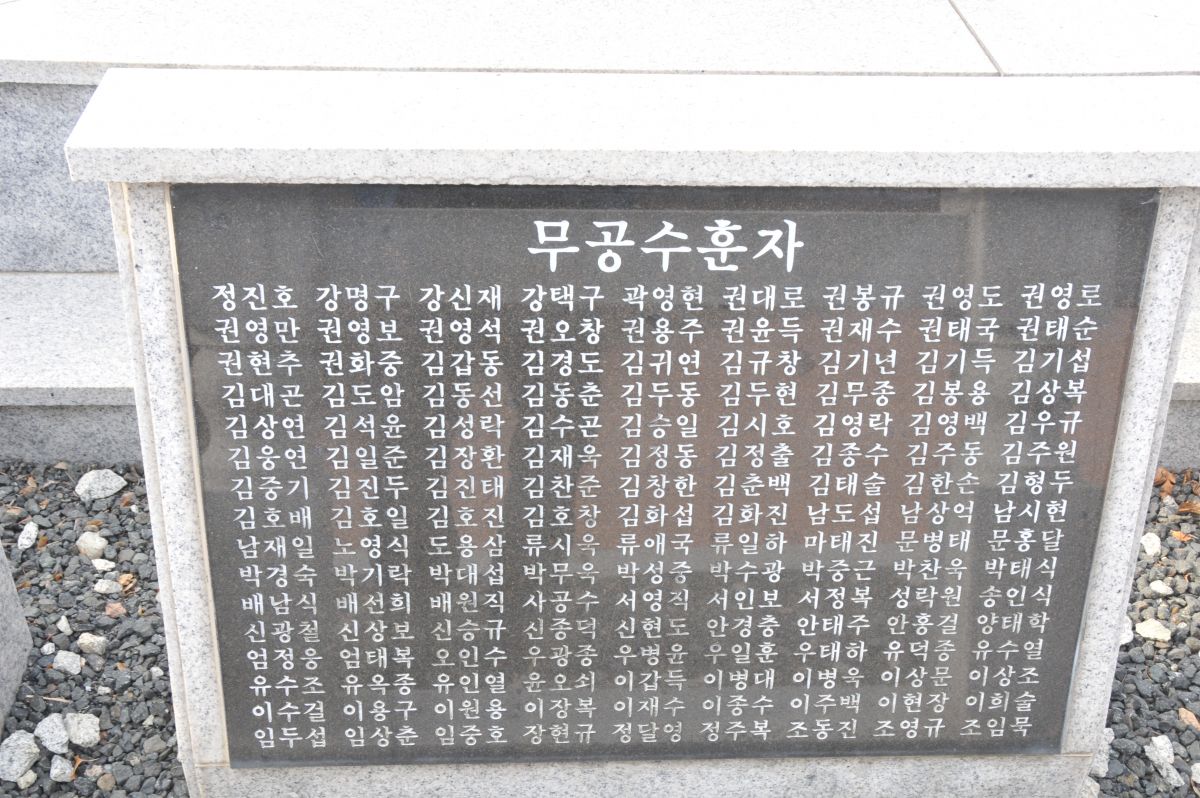 무공수훈자
정진호 강명구 강신재 강택구 곽영현 권대로 권봉규 권영도 권영로
권영만 권영보 권영석 권오창 권용주 권윤득 권재수 권태국 권태순
권현추 권화중 김갑동 김경도 김귀연 김규창 김기년 김기득 김기섭
김대곤 김도암 김동선 김동춘 김두동 김두현 김무종 김봉용 김상복
김상연 김석윤 김성락 김수곤 김승일 김시호 김영락 김영백 김우규
김웅연 김일준 김장환 김재욱 김정동 김정출 김종수 김주동 김주원
김중기 김진두 김진태 김찬준 김창한 김춘백 김태술 김한손 김형두
김호배 김호일 김호진 김호창 김화섭 김화진 남도섭 남상억 남시현
남재일 노영식 도용삼 류시욱 류애국 류일하 마태진 문병태 문홍달
박경숙 박기락 박대섭 박무욱 박성중 박수광 박중근 박찬욱 박태식
배남식 배선희 배원직 사공수 서영직 서인보 서정복 성락원 송인식
신광철 신상보 신승규 신종덕 신현도 안경충 안태주 안홍걸 양태학
엄정웅 엄태복 오인수 우광종 우병윤 우일훈 우태하 유덕종 유수열
유수조 유옥종 유인열 윤오쇠 이갑득 이병대 이병욱 이상문 이상조
이수걸 이용구 이원용 이장복 이재수 이종수 이주백 이현장 이희술
임두섭 임상춘 임중호 장현규 정달영 정주복 조동진 조영규 조임묵